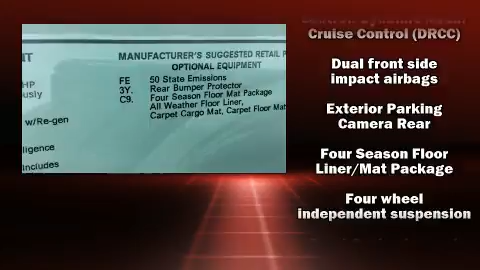 MANUFACTURER'S SUGGESTED RETAIL
OPTIONAL EQUIPMENT
FE 50 State Emissions
3Y. Rear Bumper Protector
C9. Four Season Floor Mat Package
All Weather Floor Liner,
Carpet Cargo Mat, Carpet Floor Mat
HP
w/Re-gen
includes
Cruise Control (DRCC)
Dual front side
impact airbags
Exterior Parking
Camera Rear
Four Season Floor
Liner/Mat Package
Four wheel
independent suspension